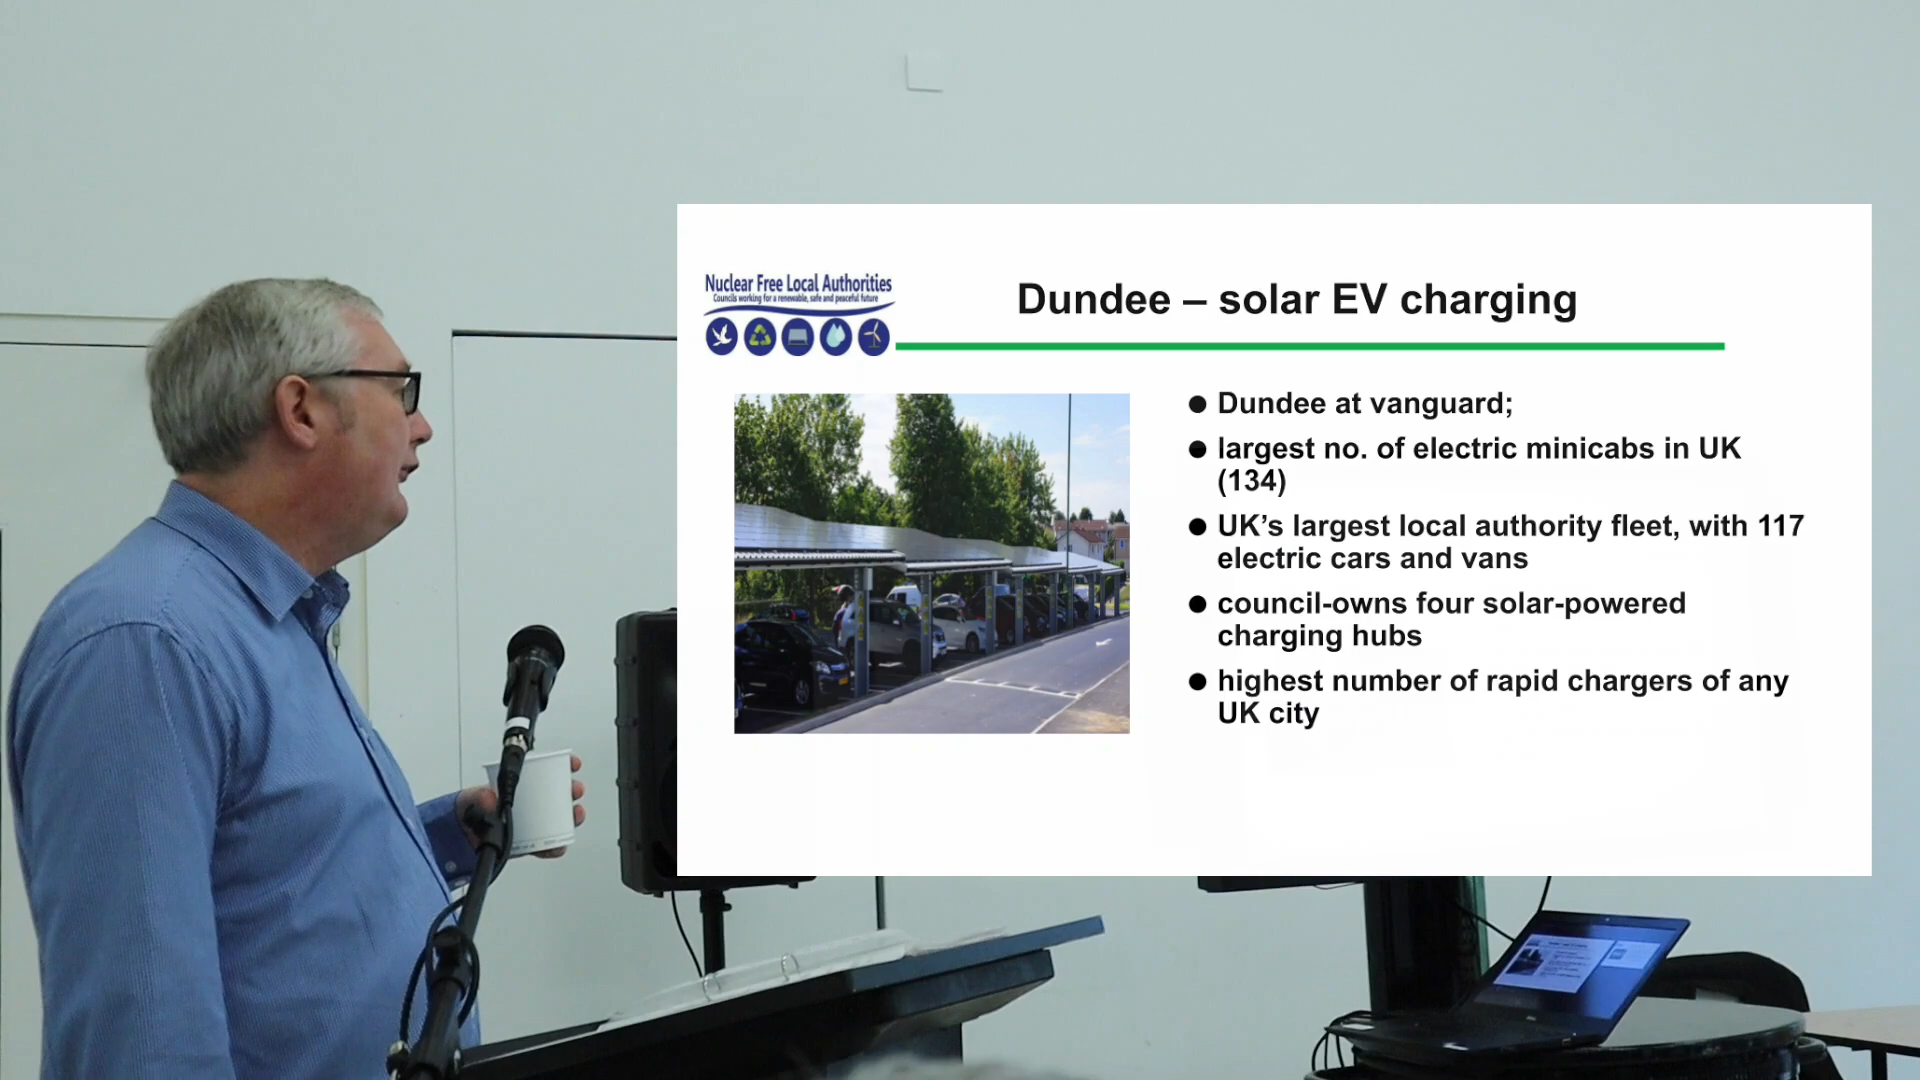 Nuclear Free Local Authorities
Councils working for a renewable, safe and peaceful future
Dundee – solar EV charging
● Dundee at vanguard;
● largest no. of electric minicabs in UK
(134)
● UK’s largest local authority fleet, with 117
electric cars and vans
● council-owns four solar-powered
charging hubs
● highest number of rapid chargers of any
UK city